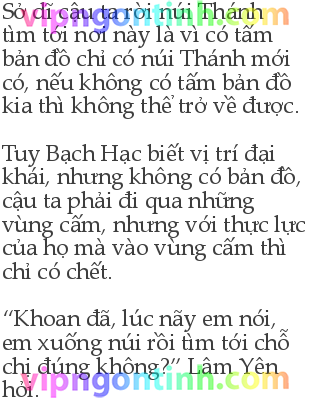 Sở dĩ cậu ta rời núi Thánh
tìm tới nơi này là vì có tấm
bản đồ chi có núi Thánh mới
có, nếu không có tấm bản đồ
kia thì không thể trở về được.

Tuy Bạch Hạc biết vị trí đại
khái, nhưng không có bản đồ,
cậu ta phải đi qua những
vùng cấm, nhưng với thực lực
của họ mà vào vùng cấm thì
chỉ có chết.

“Khoan đã, lúc nãy em nói,
em xuống núi rồi tìm tới chỗ
chị đúng không?” Lâm Yên
hỏi.
vipngontinh.com
vipngontinh.com